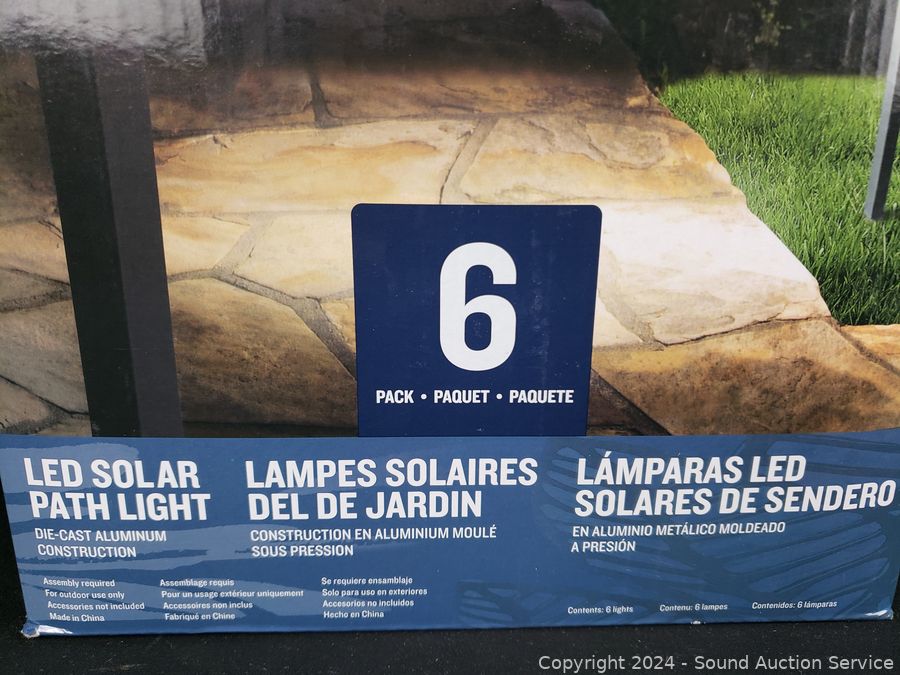 6
PACK • PAQUET • PAQUETE
LED SOLAR
PATH LIGHT
DIE-CAST ALUMINUM
CONSTRUCTION
LAMPES SOLAIRES
DEL DE JARDIN
CONSTRUCTION EN ALUMINIUM MOULÉ
SOUS PRESSION
LÁMPARAS LED
SOLARES DE SENDERO
EN ALUMINIO METÁLICO MOLDEADO
A PRESIÓN
Assembly required
For outdoor use only
Accessories not included
Made in China
Assemblage requis
Pour un usage extérieur uniquement
Accessoires non inclus
Fabriqué en Chine
Se requiere ensamblaje
Solo para uso en exteriores
Accesorios no incluidos
Hecho en China
Contents: 6 lights
Contenu: 6 lampes
Contenidos: 6 lámparas
Copyright 2024 - Sound Auction Service